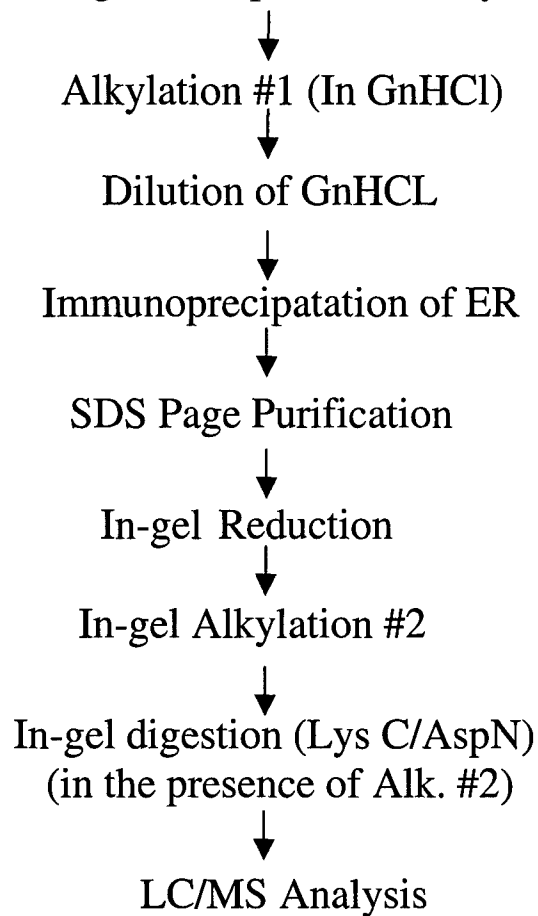 Alkylation #1 (In GnHCl)
Dilution of GnHCL
Immunoprecipatation of ER
SDS Page Purification
In-gel Reduction
In-gel Alkylation #2
In-gel digestion (Lys C/AspN)
(in the presence of Alk. #2)
LC/MS Analysis